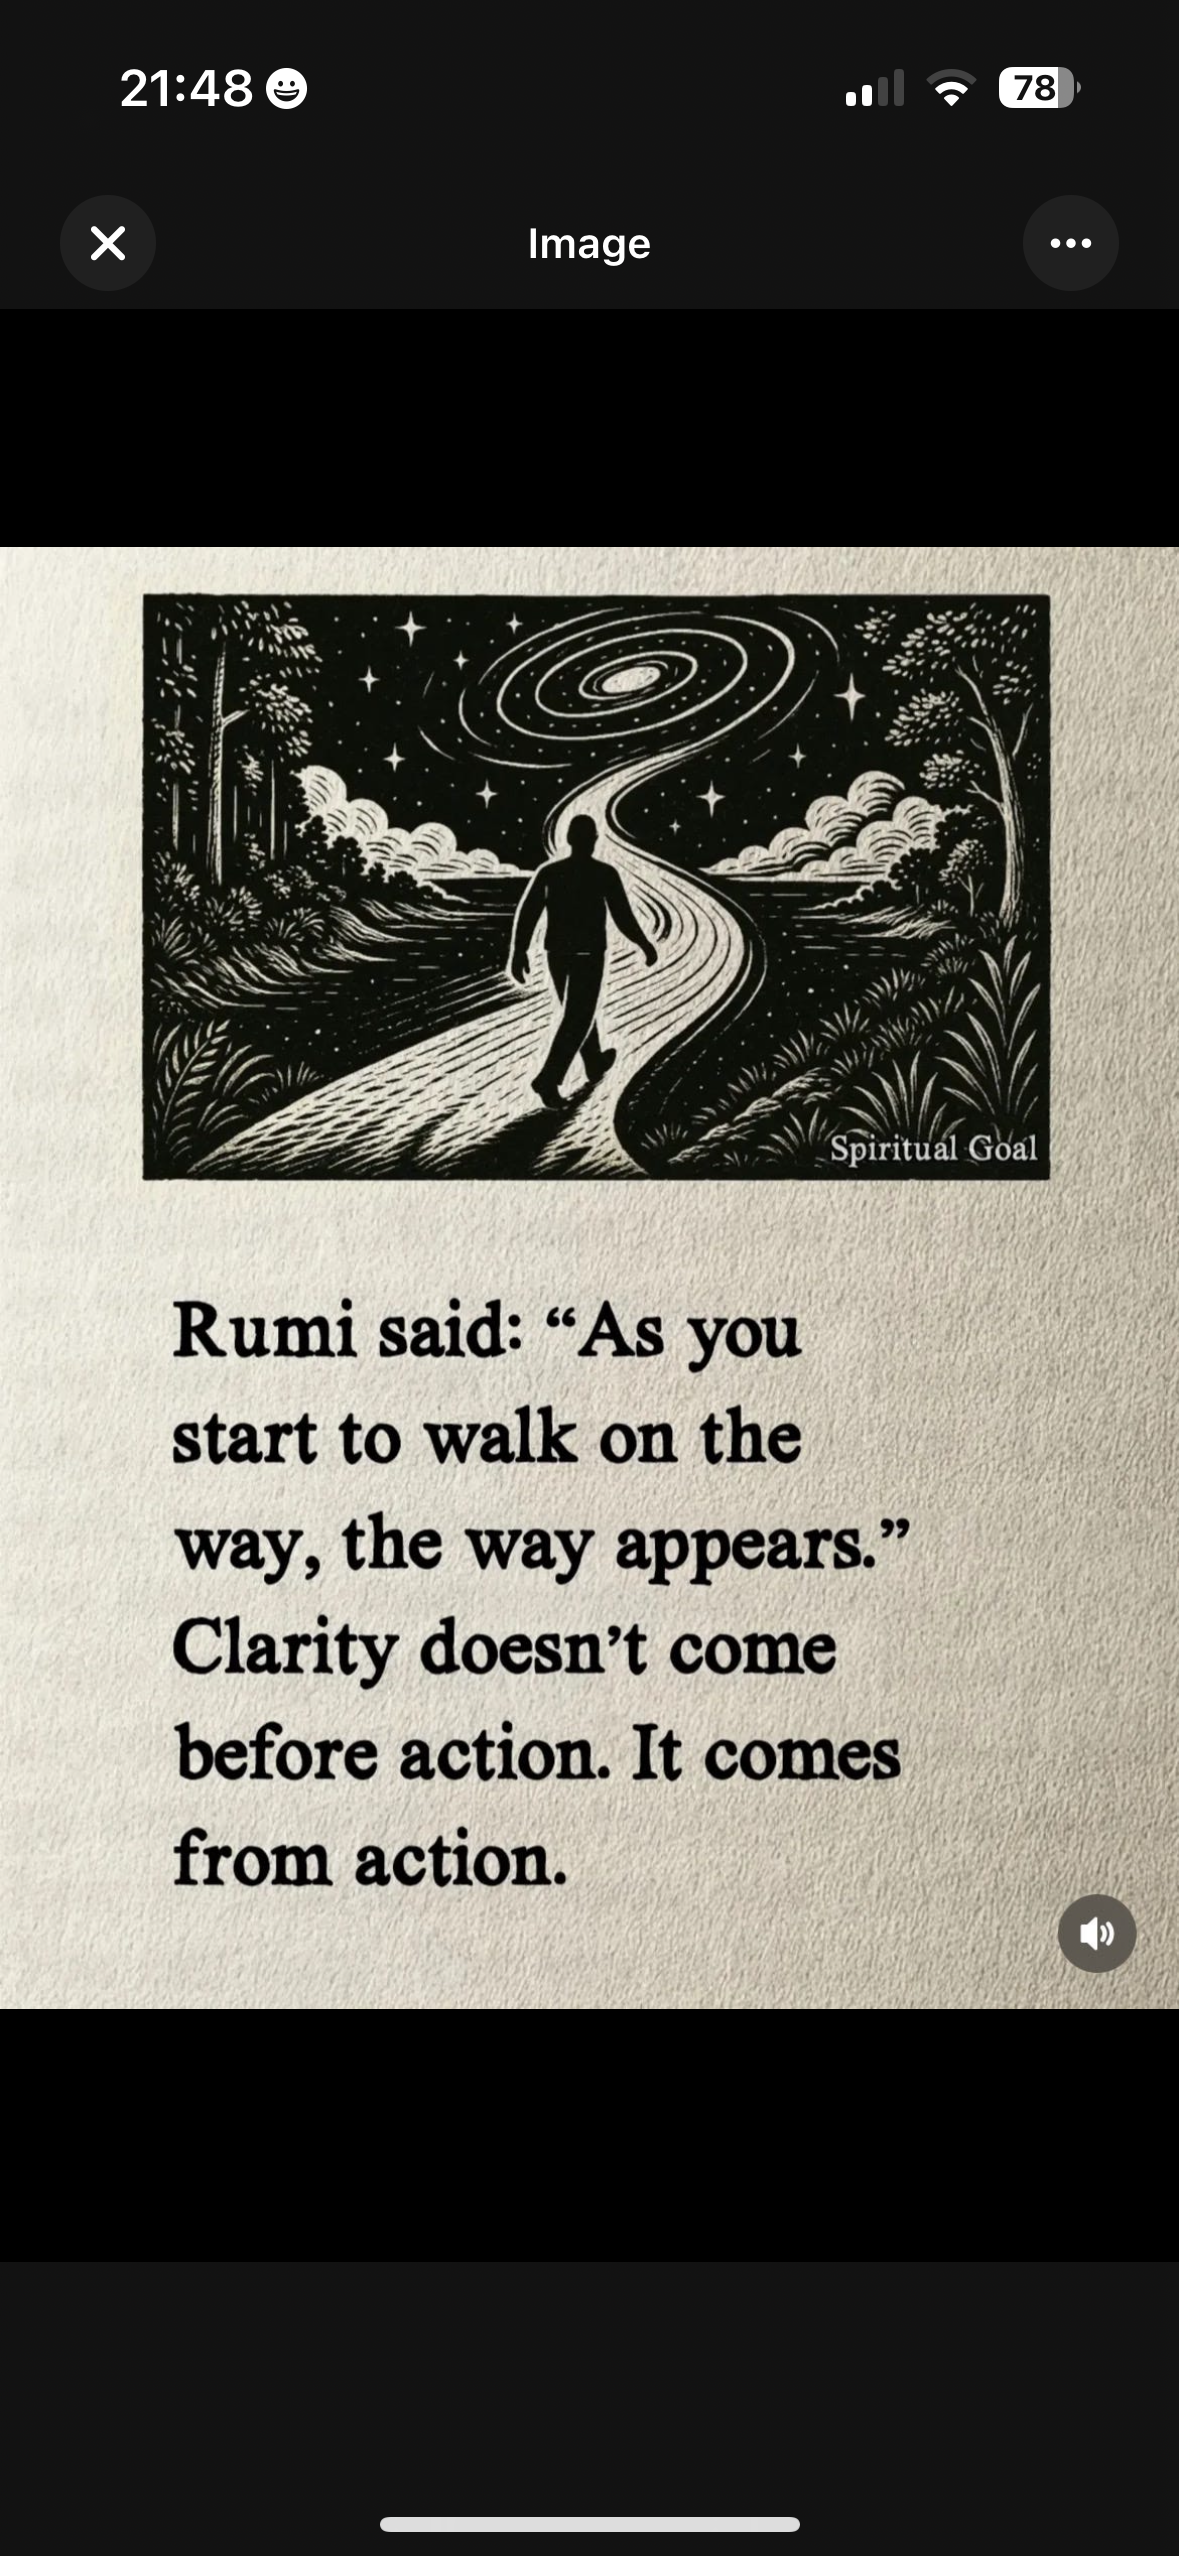 21:48
78
Image
Spiritual Goal
Rumi said: “As you
start to walk on the
way, the way appears.”
Clarity doesn’t come
before action. It comes
from action.